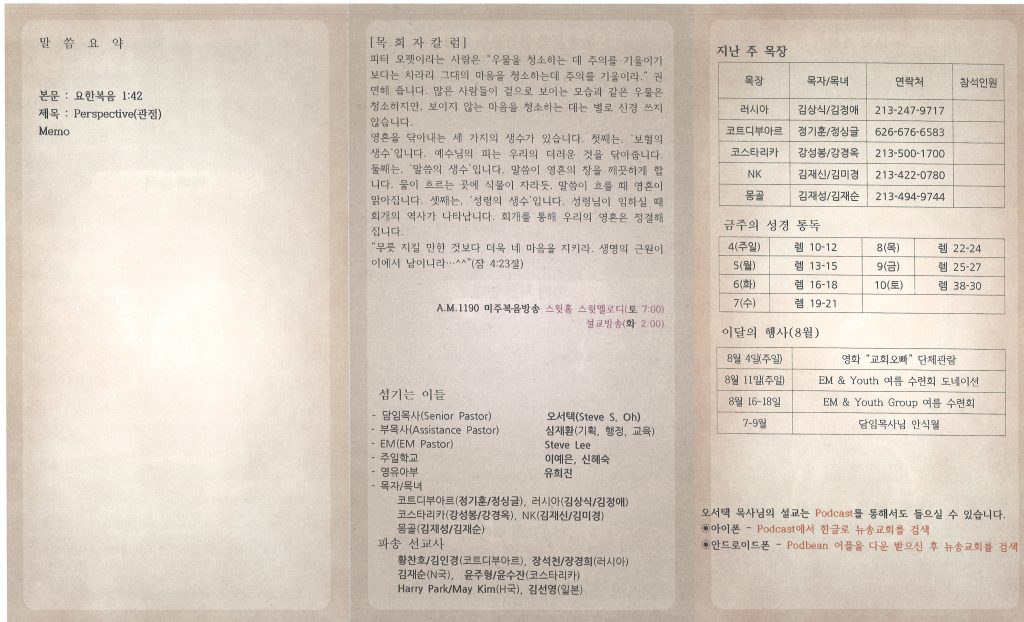 말 씀 요 약
본문 : 요한복음 1:42
제목 : Perspective(관점)
Memo
[목 회 자 칼 럼]
피터 모펫이라는 사람은 “우물을 청소하는 데 주의를 기울이기
보다는 차라리 그대의 마음을 청소하는데 주의를 기울이라.” 권
면해 줍니다. 많은 사람들이 겉으로 보이는 모습과 같은 우물은
청소하지만, 보이지 않는 마음을 청소하는 데는 별로 신경 쓰지
않습니다.
영혼을 닦아내는 세 가지의 생수가 있습니다. 첫째는, ‘보혈의
생수’입니다. 예수님의 피는 우리의 더러운 것을 닦아줍니다.
둘째는, ‘말씀의 생수’입니다. 말씀이 영혼의 창을 깨끗하게 합
니다. 물이 흐르는 곳에 식물이 자라듯, 말씀이 흐를 때 영혼이
맑아집니다. 셋째는, ‘성령의 생수’입니다. 성령님이 임하실 때
회개의 역사가 나타납니다. 회개를 통해 우리의 영혼은 정결해
집니다.
“무릇 지킬 만한 것보다 더욱 네 마음을 지키라. 생명의 근원이
이에서 남이니라…^^”(잠 4:23절)
A.M.1190 미주복음방송 스윗홈 스윗멜로디(토 7:00)
설교방송(화 2:00)
섬기는 이들
- 담임목사(Senior Pastor) 오서택(Steve S. Oh)
- 부목사(Assistance Pastor) 심재환(기획, 행정, 교육)
- EM(EM Pastor) Steve Lee
- 주일학교 이예은, 신혜숙
- 영유아부 유희진
- 목자/목녀
코트디부아르(정기훈/정싱글), 러시아(김상식/김정애)
코스타리카(강성봉/강경옥), NK(김재신/김미경)
몽골(김재성/김재순)
파송 선교사
황찬호/김인경(코트디부아르), 장석천/장경희(러시아)
김재순(N국), 윤주형/윤수잔(코스타리카)
Harry Park/May Kim(H국), 김선영(일본)
지난 주 목장
목장 목자/목녀 연락처 참석인원
러시아 김상식/김정애 213-247-9717
코트디부아르 정기훈/정싱글 626-676-6583
코스타리카 강성봉/강경옥 213-500-1700
NK 김재신/김미경 213-422-0780
몽골 김재성/김재순 213-494-9744
금주의 성경 통독
4(주일) 렘 10-12 8(목) 렘 22-24
5(월) 렘 13-15 9(금) 렘 25-27
6(화) 렘 16-18 10(토) 렘 38-30
7(수) 렘 19-21
이달의 행사(8월)
8월 4일(주일) 영화 “교회오빠” 단체관람
8월 11일(주일) EM & Youth 여름 수련회 도네이션
8월 16-18일 EM & Youth Group 여름 수련회
7-9월 담임목사님 안식월
오서택 목사님의 설교는 Podcast를 통해서도 들으실 수 있습니다.
◉아이폰 - Podcast에서 한글로 뉴송교회를 검색
◉안드로이드폰 - Podbean 어플을 다운 받으신 후 뉴송교회를 검색